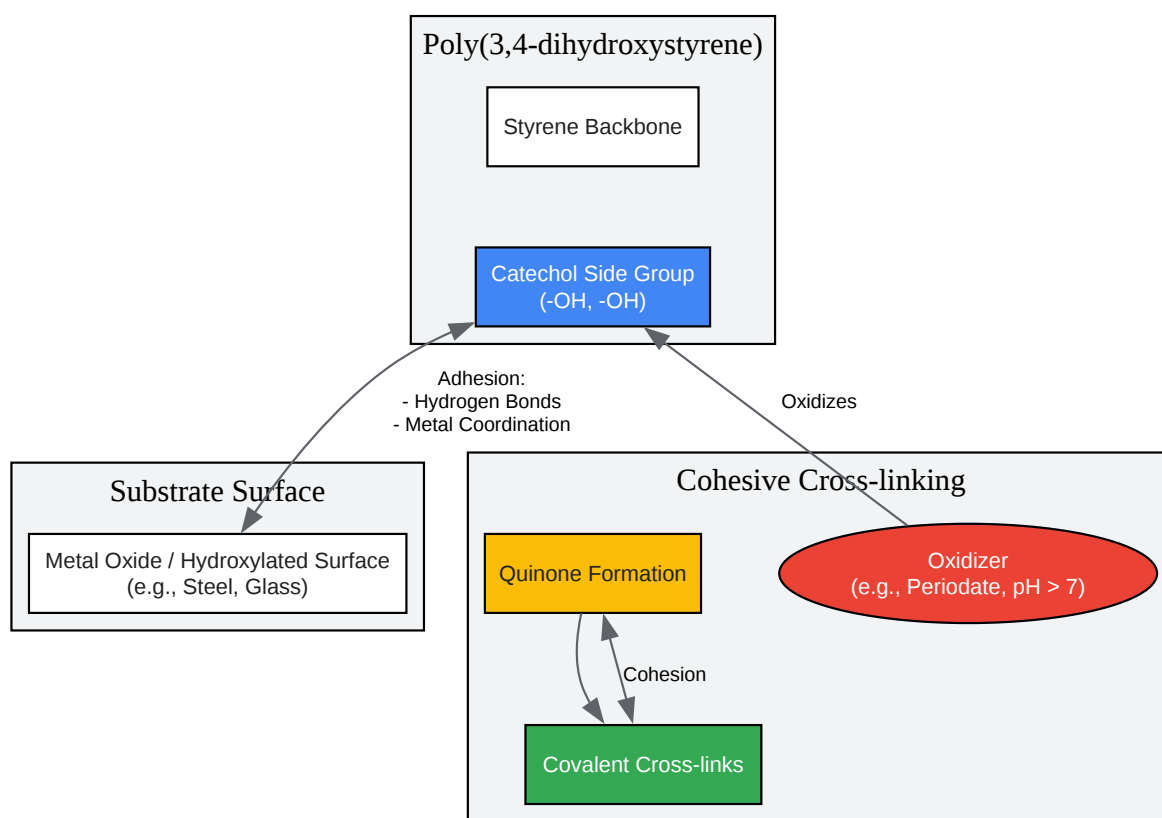 Poly(3,4-dihydroxystyrene)
Styrene Backbone
Catechol Side Group
(-OH, -OH)
Adhesion:
- Hydrogen Bonds
- Metal Coordination
Oxidizes
Substrate Surface
Metal Oxide / Hydroxylated Surface
(e.g., Steel, Glass)
Cohesive Cross-linking
Quinone Formation
Oxidizer
(e.g., Periodate, pH > 7)
Cohesion
Covalent Cross-links